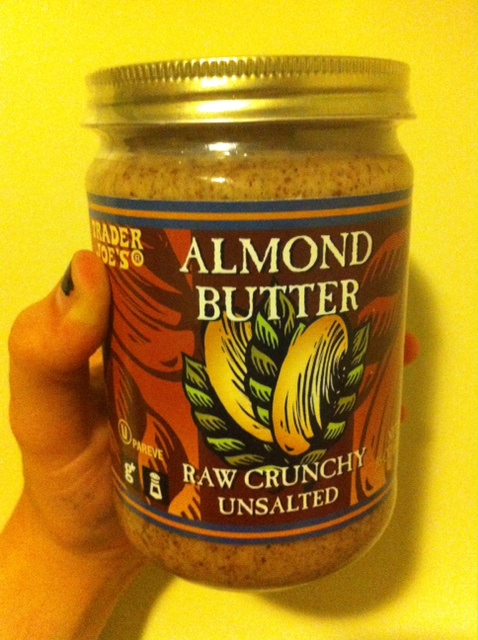 TRADER
JOE'S®
ALMOND
BUTTER
U PAREVE
g
RAW CRUNCHY
UNSALTED